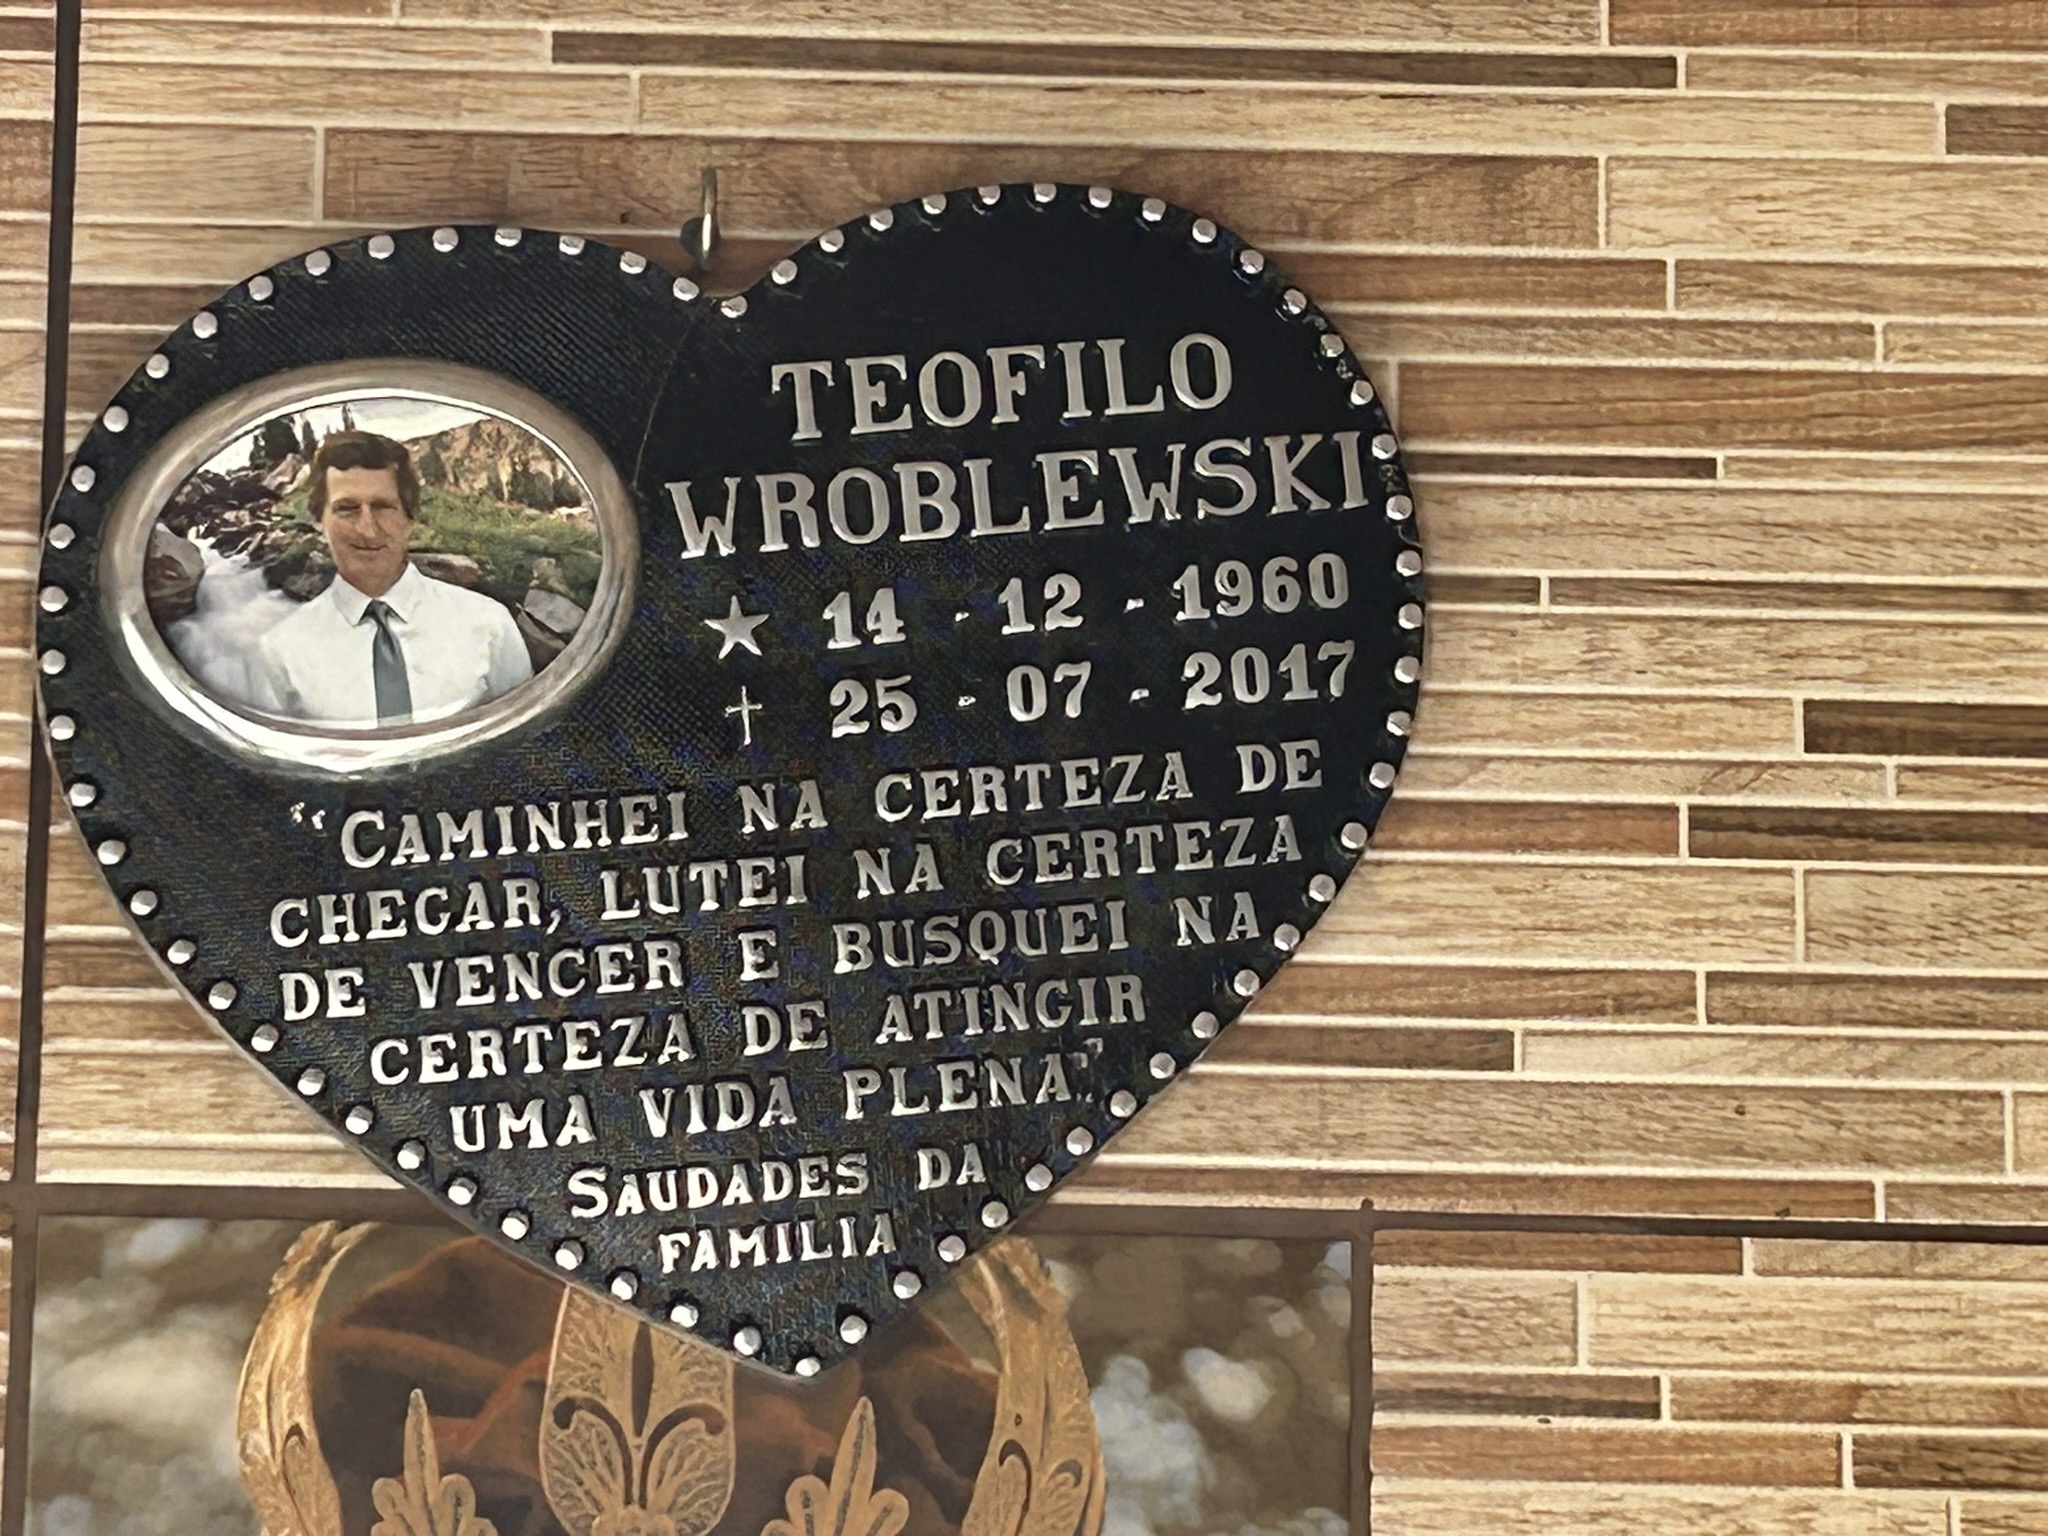 TEOFILO
WROBLEWSKI
★ 14 - 12 - 1960
✝ 25 - 07 - 2017
"CAMINHEI NA CERTEZA DE
CHEGAR, LUTEI NA CERTEZA
DE VENCER E BUSQUEI NA
CERTEZA DE ATINGIR
UMA VIDA PLENA"
SAUDADES DA
FAMILIA